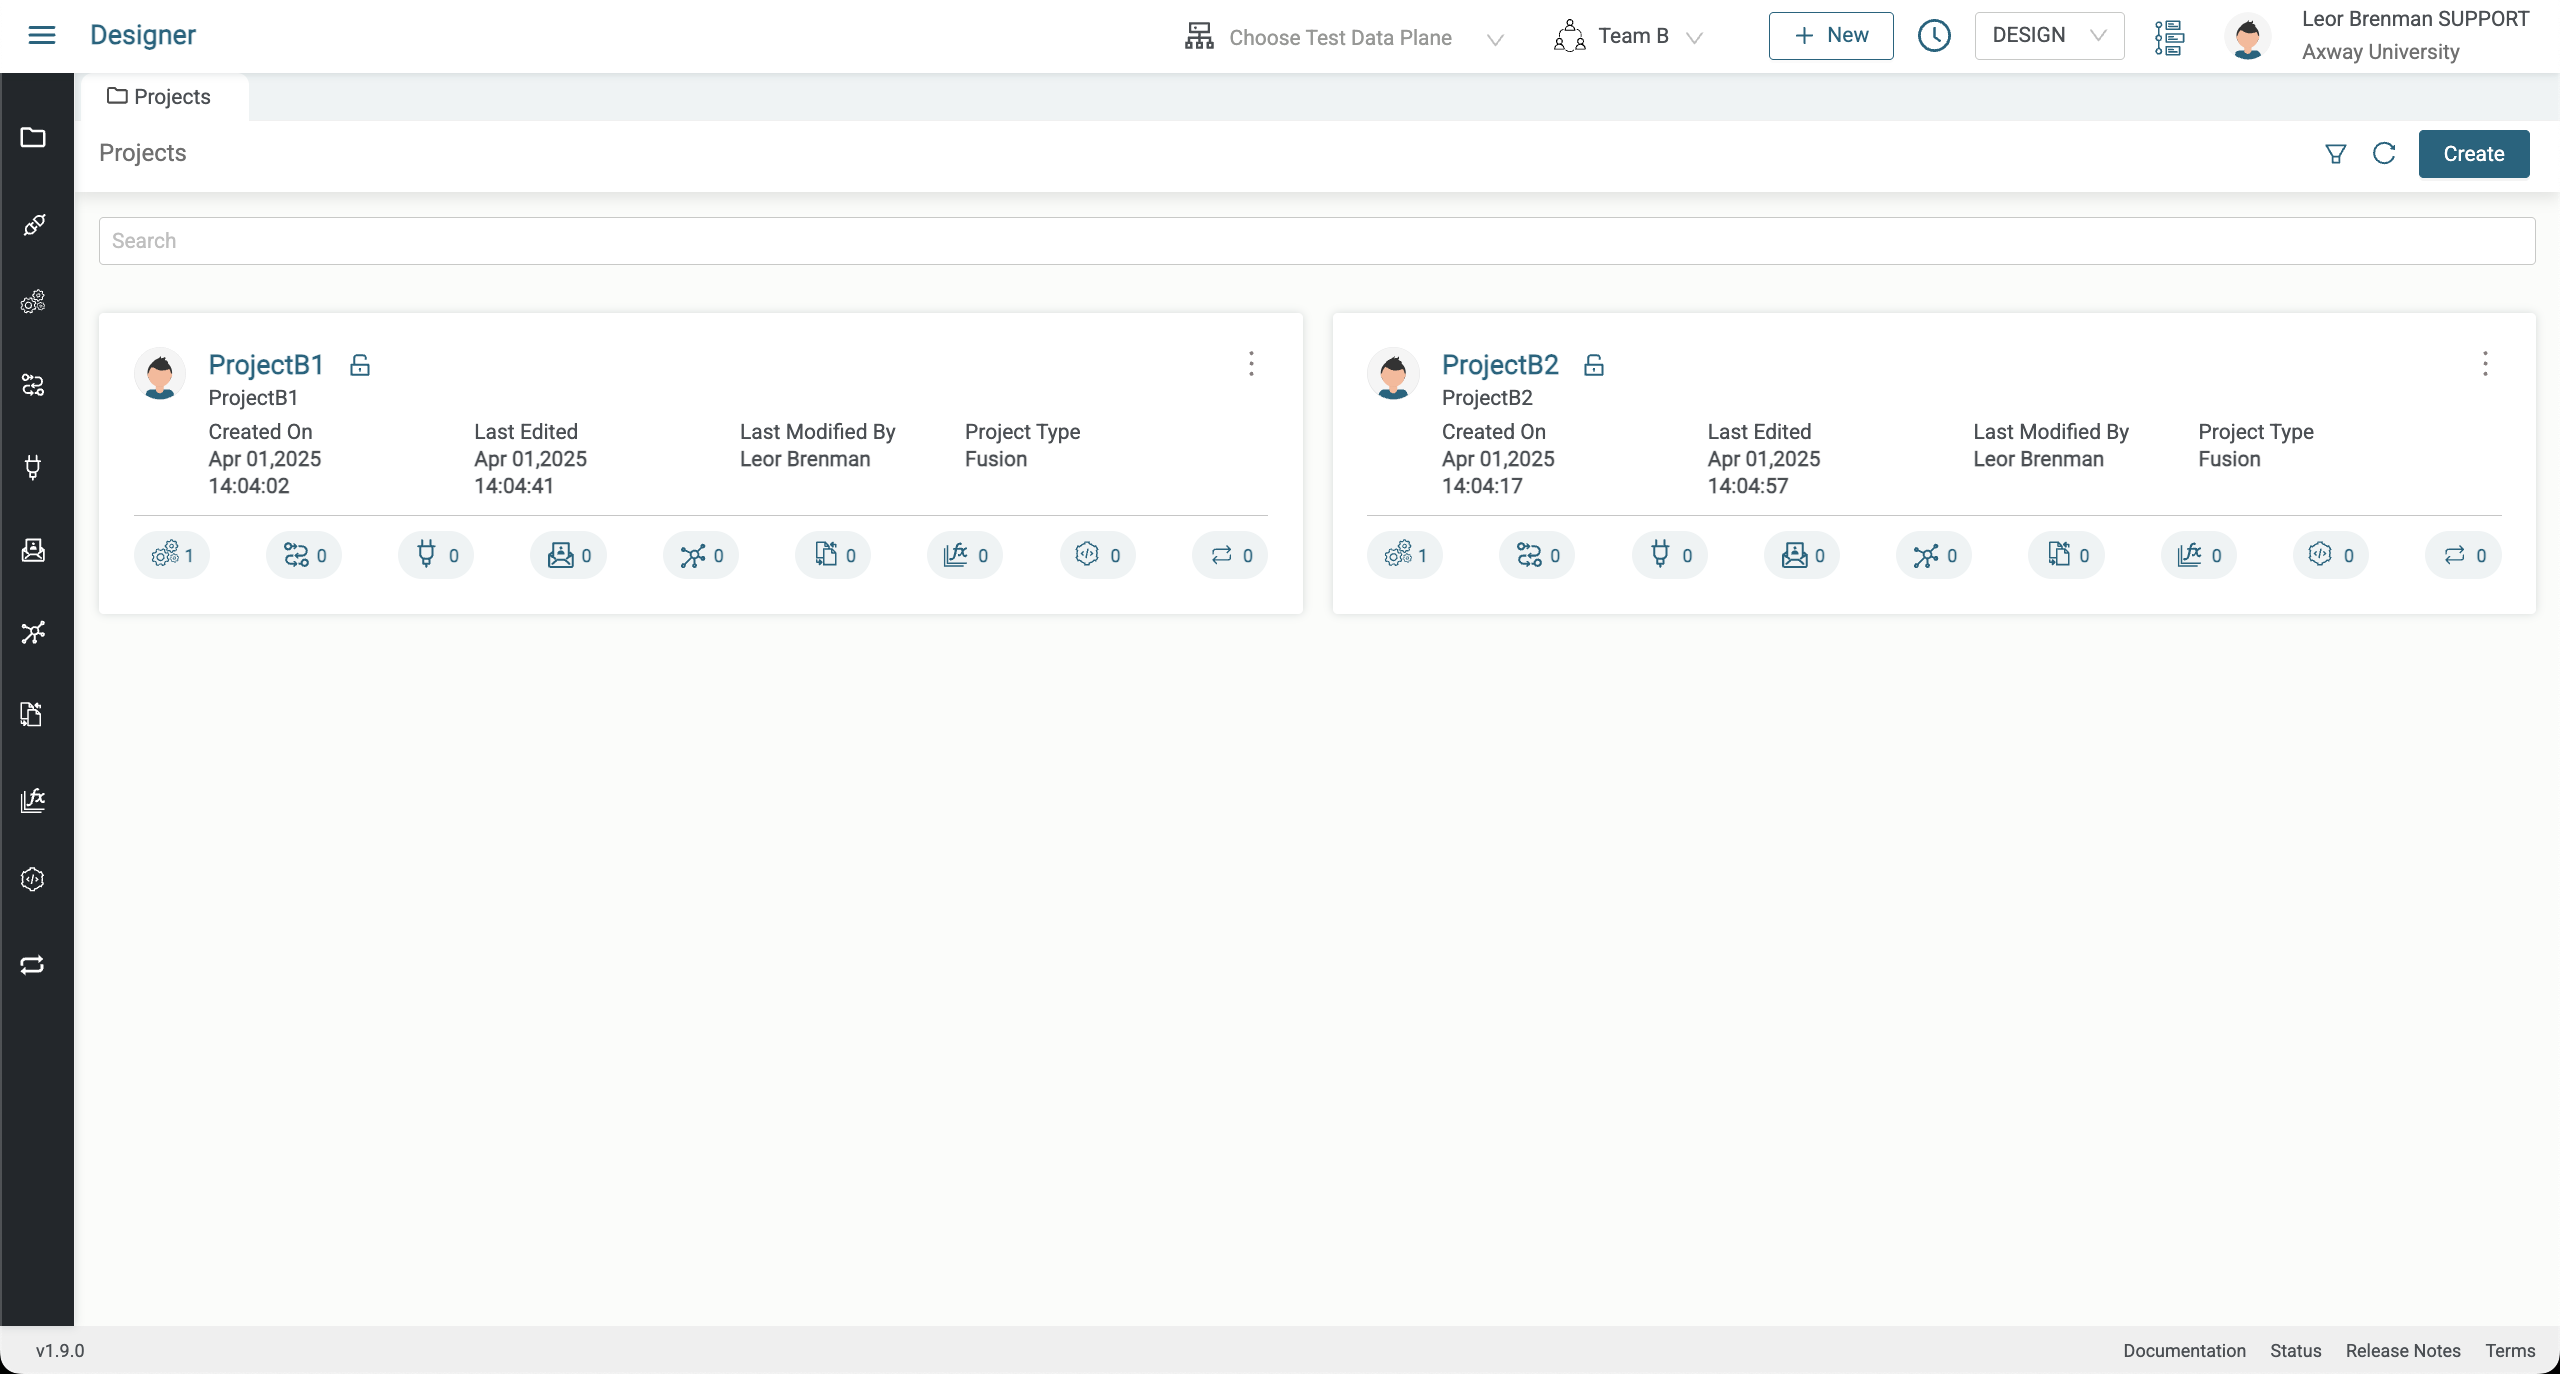 Designer
Choose Test Data Plane
Team B
New
DESIGN
Leor Brenman SUPPORT
Axway University
Projects
Projects
Create
Search
ProjectB1
ProjectB1
Created On Last Edited Last Modified By Project Type
Apr 01,2025 Apr 01,2025 Leor Brenman Fusion
14:04:02 14:04:41
1 0 0 0 0 0 0 0 0
ProjectB2
ProjectB2
Created On Last Edited Last Modified By Project Type
Apr 01,2025 Apr 01,2025 Leor Brenman Fusion
14:04:17 14:04:57
1 0 0 0 0 0 0 0 0
v1.9.0
Documentation Status Release Notes Terms